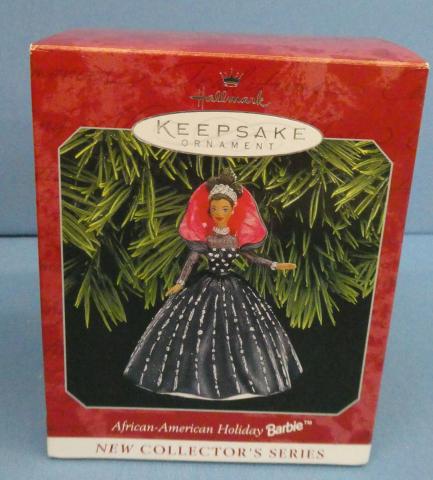 Hallmark
KEEPSAKE
ORNAMENT
African-American Holiday Barbie™
NEW COLLECTOR'S SERIES